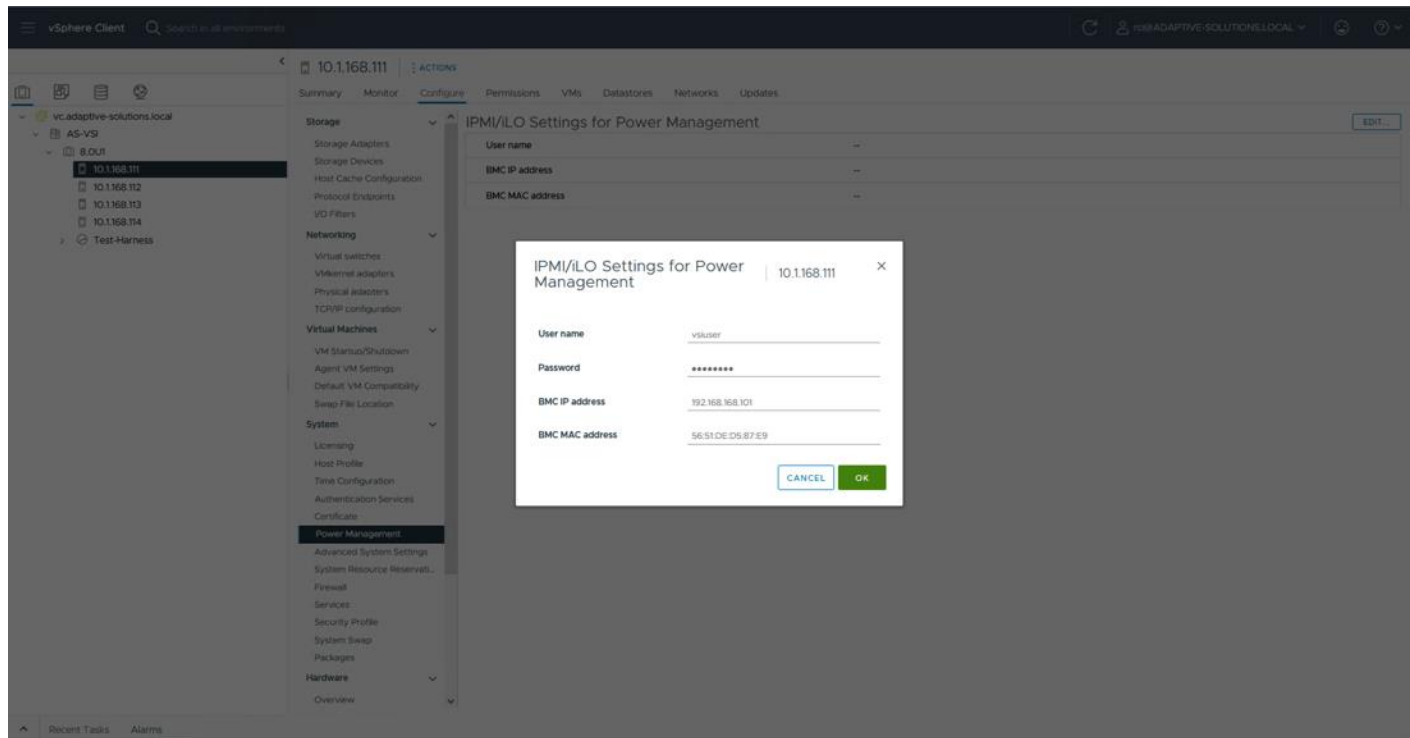 vSphere Client
Search in all environments
ro@ADAPTIVE-SOLUTIONS.LOCAL
10.1.168.111
ACTIONS
Summary Monitor Configure Permissions VMs Datastores Networks Updates
vc.adaptive-solutions.local
AS-VSI
8.0U1
10.1.168.111
10.1.168.112
10.1.168.113
10.1.168.114
Test-Harness
Storage
Storage Adapters
Storage Devices
Host Cache Configuration
Protocol Endpoints
I/O Filters
Networking
Virtual switches
VMkernel adapters
Physical adapters
TCP/IP configuration
Virtual Machines
VM Startup/Shutdown
Agent VM Settings
Default VM Compatibility
Swap File Location
System
Licensing
Host Profile
Time Configuration
Authentication Services
Certificate
Power Management
Advanced System Settings
System Resource Reservati...
Firewall
Services
Security Profile
System Swap
Packages
Hardware
Overview
IPMI/iLO Settings for Power Management
EDIT...
User name --
BMC IP address --
BMC MAC address --
IPMI/iLO Settings for Power
Management
10.1.168.111
User name vsiuser
Password ••••••••
BMC IP address 192.168.168.101
BMC MAC address 56:51:DE:D5:87:E9
CANCEL OK
Recent Tasks Alarms